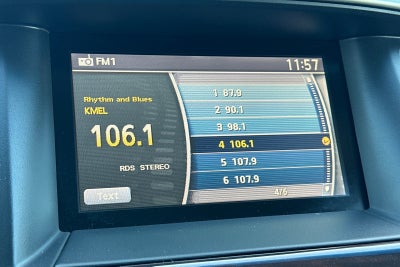 FM1 11:57
Rhythm and Blues
KMEL
106.1
RDS STEREO
Text
1 87.9
2 90.1
3 98.1
4 106.1
5 107.9
6 107.9
4/6